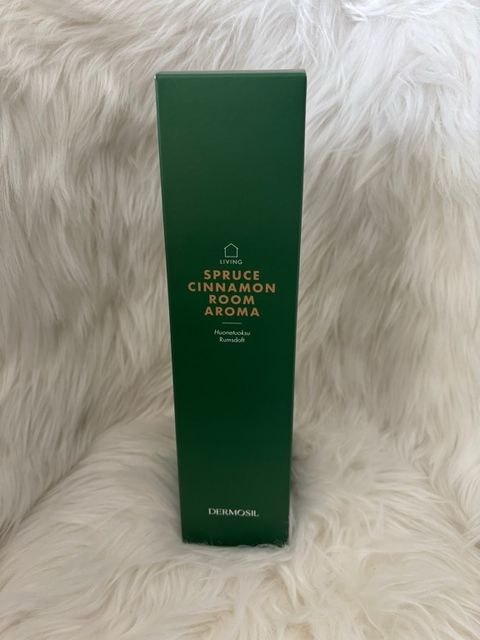 LIVING
SPRUCE
CINNAMON
ROOM
AROMA
Huonetuoksu
Rumsdoft
DERMOSIL